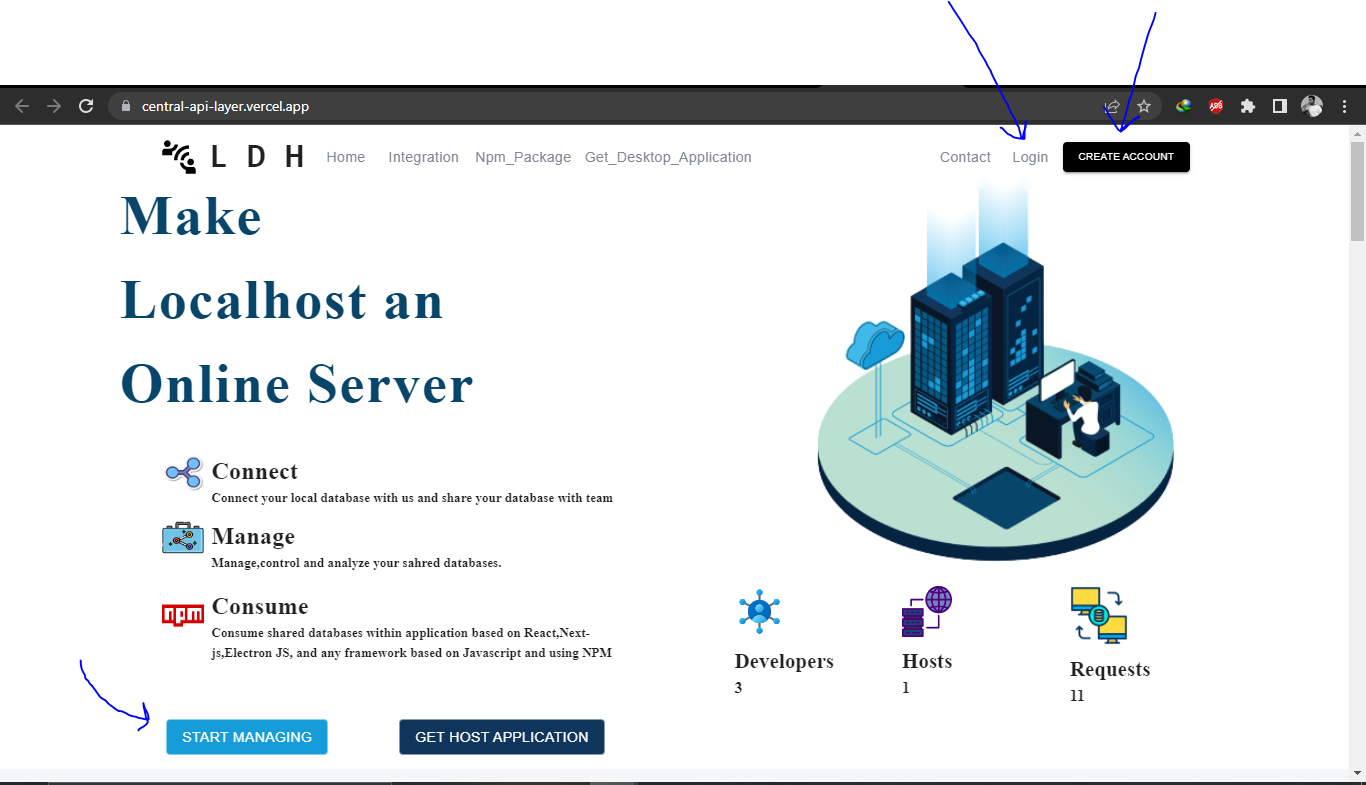 central-api-layer.vercel.app
L D H Home Integration Npm_Package Get_Desktop_Application Contact Login CREATE ACCOUNT
Make
Localhost an
Online Server
Connect
Connect your local database with us and share your database with team
Manage
Manage,control and analyze your sahred databases.
npm Consume
Consume shared databases within application based on React,Next-
js,Electron JS, and any framework based on Javascript and using NPM
START MANAGING GET HOST APPLICATION
Developers
3
Hosts
1
Requests
11